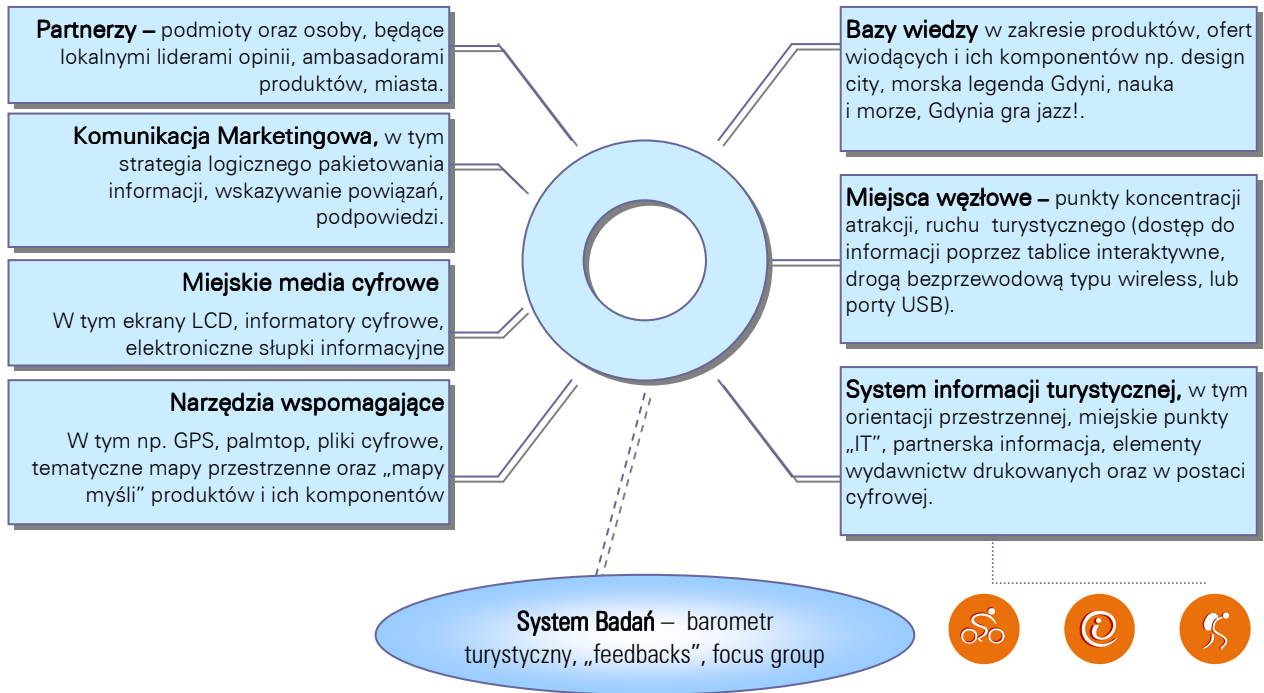 Partnerzy – podmioty oraz osoby, będące
lokalnymi liderami opinii, ambasadorami
produktów, miasta.
Komunikacja Marketingowa, w tym
strategia logicznego pakietowania
informacji, wskazywanie powiązań,
podpowiedzi.
Miejskie media cyfrowe
W tym ekrany LCD, informatory cyfrowe,
elektroniczne słupki informacyjne
Narzędzia wspomagające
W tym np. GPS, palmtop, pliki cyfrowe,
tematyczne mapy przestrzenne oraz „mapy
myśli” produktów i ich komponentów
Bazy wiedzy w zakresie produktów, ofert
wiodących i ich komponentów np. design
city, morska legenda Gdyni, nauka
i morze, Gdynia gra jazz!.
Miejsca węzłowe – punkty koncentracji
atrakcji, ruchu turystycznego (dostęp do
informacji poprzez tablice interaktywne,
drogą bezprzewodową typu wireless, lub
porty USB).
System informacji turystycznej, w tym
orientacji przestrzennej, miejskie punkty
„IT”, partnerska informacja, elementy
wydawnictw drukowanych oraz w postaci
cyfrowej.
System Badań – barometr
turystyczny, „feedbacks”, focus group